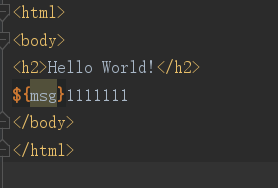 <html>
<body>
<h2>Hello World!</h2>
${msg}1111111
</body>
</html>